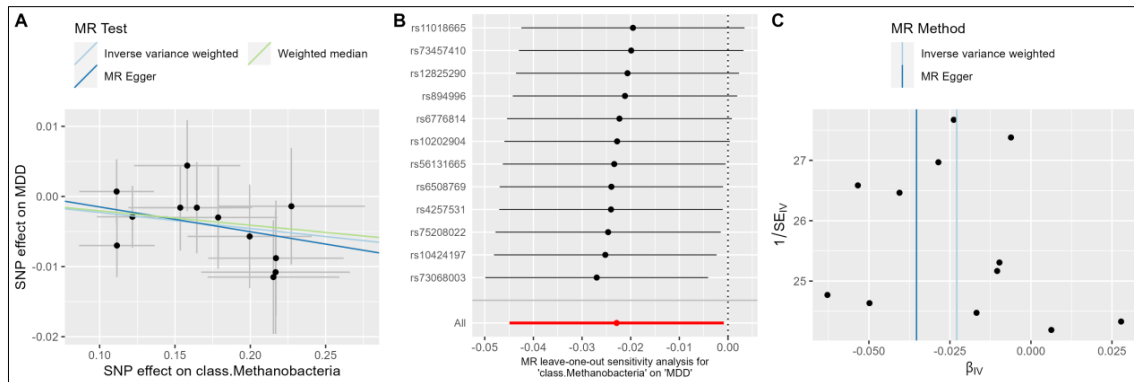 A
MR Test
Inverse variance weighted
Weighted median
MR Egger
SNP effect on MDD
0.01
0.00
-0.01
-0.02
0.10
0.15
0.20
0.25
SNP effect on class.Methanobacteria
B
rs11018665
rs73457410
rs12825290
rs894996
rs6776814
rs10202904
rs56131665
rs6508769
rs4257531
rs75208022
rs10424197
rs73068003
All
-0.05
-0.04
-0.03
-0.02
-0.01
0.00
MR leave-one-out sensitivity analysis for
'class.Methanobacteria' on 'MDD'
C
MR Method
Inverse variance weighted
MR Egger
1/SEIV
27
26
25
-0.050
-0.025
0.000
0.025
βIV